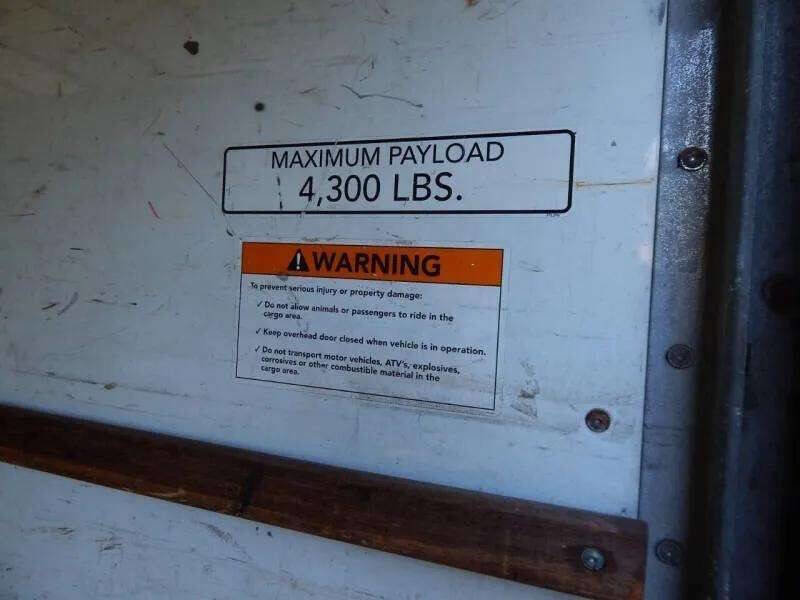 MAXIMUM PAYLOAD
4,300 LBS.
WARNING
To prevent serious injury or property damage:
✓ Do not allow animals or passengers to ride in the
cargo area.
✓ Keep overhead door closed when vehicle is in operation.
✓ Do not transport motor vehicles, ATV's, explosives,
corrosives or other combustible material in the
cargo area.